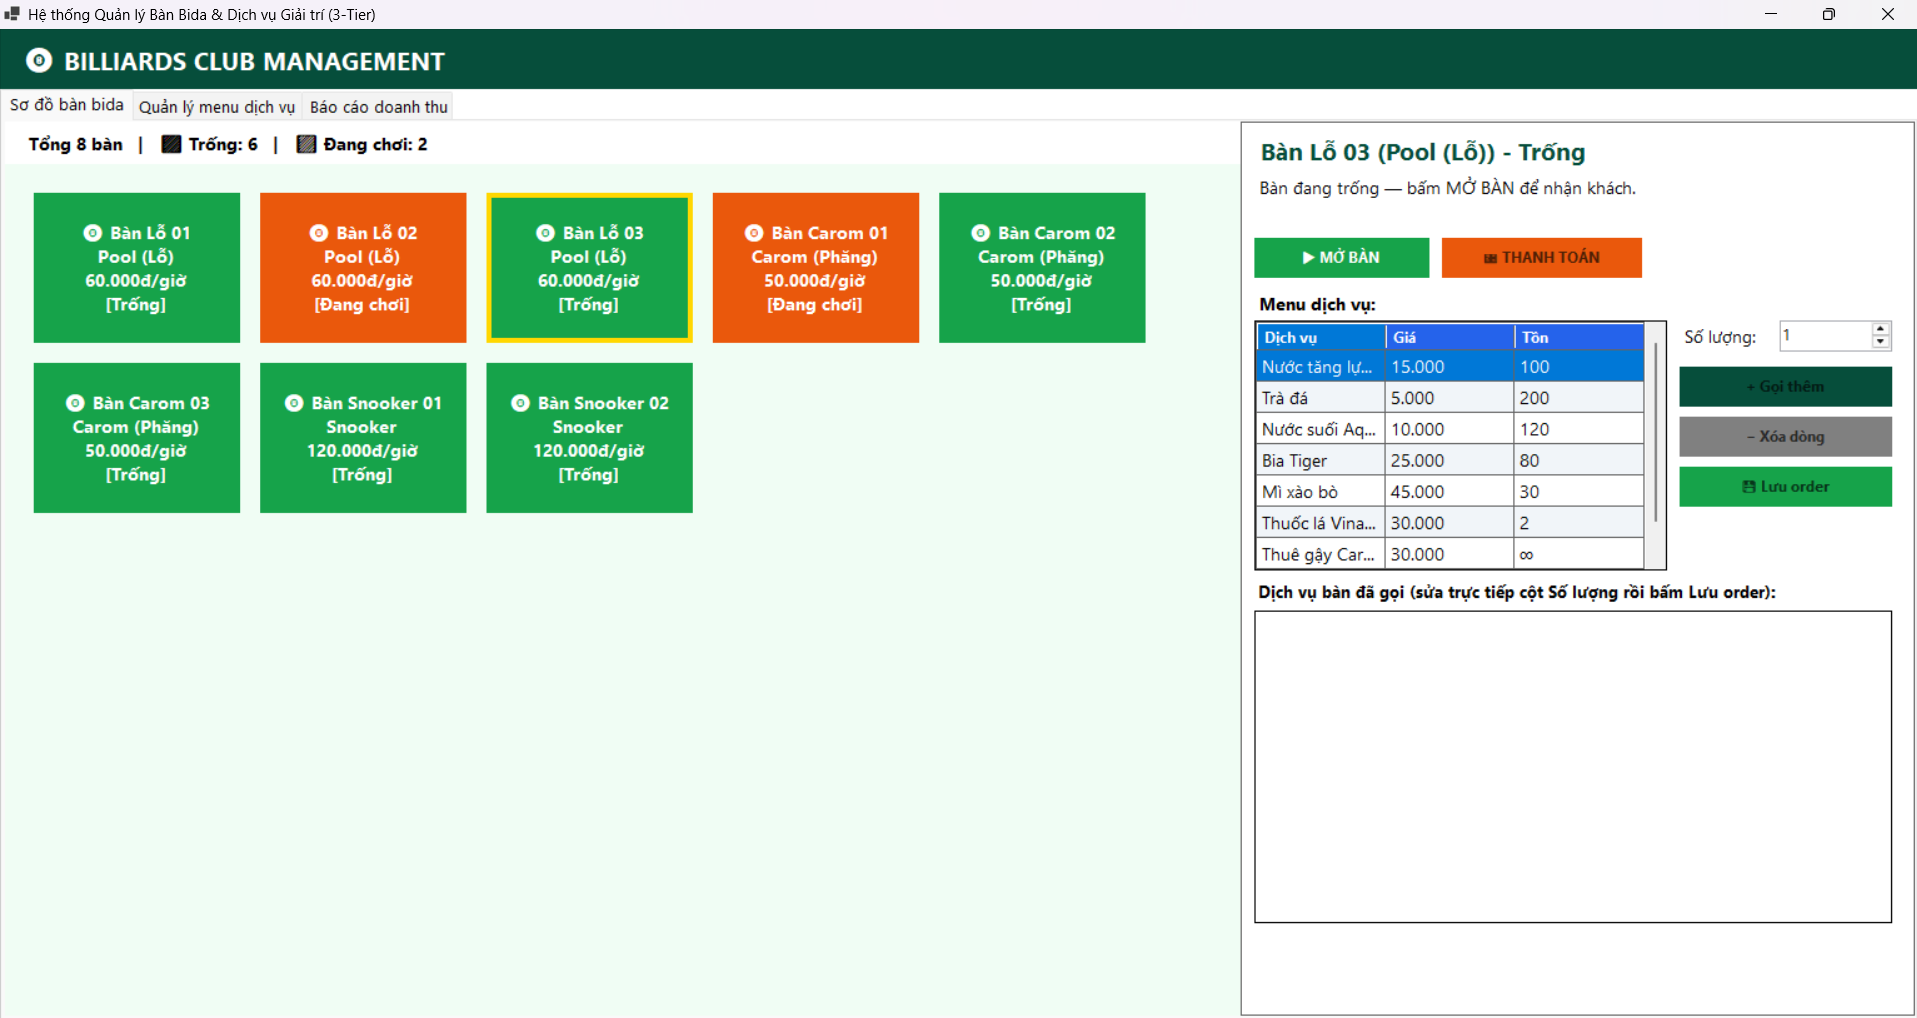 Hệ thống Quản lý Bàn Bida & Dịch vụ Giải trí (3-Tier)
BILLIARDS CLUB MANAGEMENT
Sơ đồ bàn bida
Quản lý menu dịch vụ
Báo cáo doanh thu
Tổng 8 bàn | Trống: 6 | Đang chơi: 2
Bàn Lỗ 01
Pool (Lỗ)
60.000đ/giờ
[Trống]
Bàn Lỗ 02
Pool (Lỗ)
60.000đ/giờ
[Đang chơi]
Bàn Lỗ 03
Pool (Lỗ)
60.000đ/giờ
[Trống]
Bàn Carom 01
Carom (Phăng)
50.000đ/giờ
[Đang chơi]
Bàn Carom 02
Carom (Phăng)
50.000đ/giờ
[Trống]
Bàn Carom 03
Carom (Phăng)
50.000đ/giờ
[Trống]
Bàn Snooker 01
Snooker
120.000đ/giờ
[Trống]
Bàn Snooker 02
Snooker
120.000đ/giờ
[Trống]
Bàn Lỗ 03 (Pool (Lỗ)) - Trống
Bàn đang trống — bấm MỞ BÀN để nhận khách.
▶ MỞ BÀN
THANH TOÁN
Menu dịch vụ:
Dịch vụ Giá Tồn
Nước tăng lự... 15.000 100
Trà đá 5.000 200
Nước suối Aq... 10.000 120
Bia Tiger 25.000 80
Mì xào bò 45.000 30
Thuốc lá Vina... 30.000 2
Thuê gậy Car... 30.000 ∞
Số lượng: 1
+ Gọi thêm
− Xóa dòng
Lưu order
Dịch vụ bàn đã gọi (sửa trực tiếp cột Số lượng rồi bấm Lưu order):